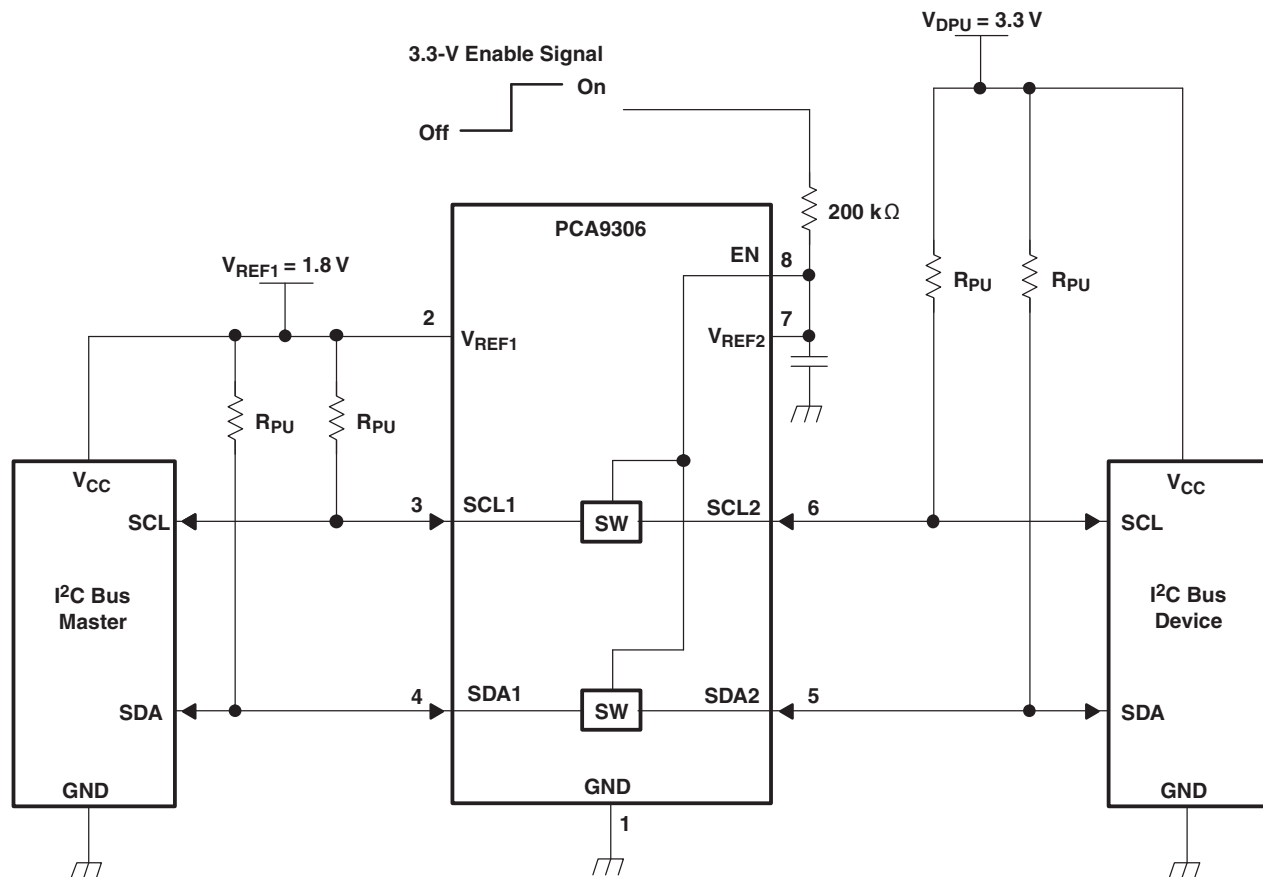 V_DPU = 3.3 V
3.3-V Enable Signal
On
Off
200 kΩ
PCA9306
EN
8
V_REF1 = 1.8 V
R_PU
R_PU
2
V_REF1
7
V_REF2
R_PU
R_PU
V_CC
V_CC
SCL
3
SCL1
SW
SCL2
6
SCL
I²C Bus
Master
I²C Bus
Device
SDA
4
SDA1
SW
SDA2
5
SDA
GND
GND
1
GND